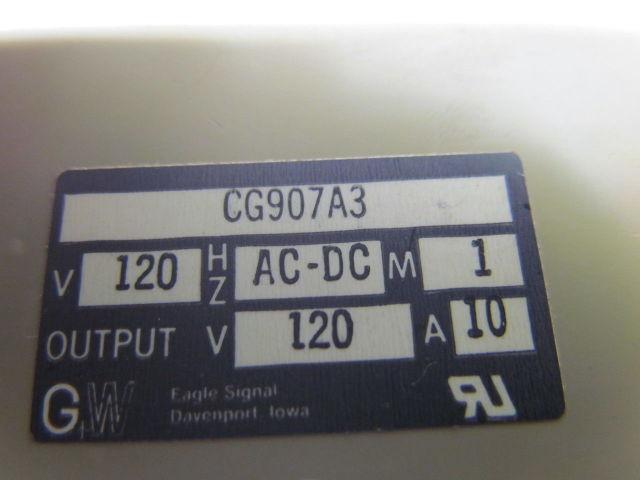 CG907A3
V 120 HZ AC-DC M 1
OUTPUT V 120 A 10
GW Eagle Signal
Davenport, Iowa